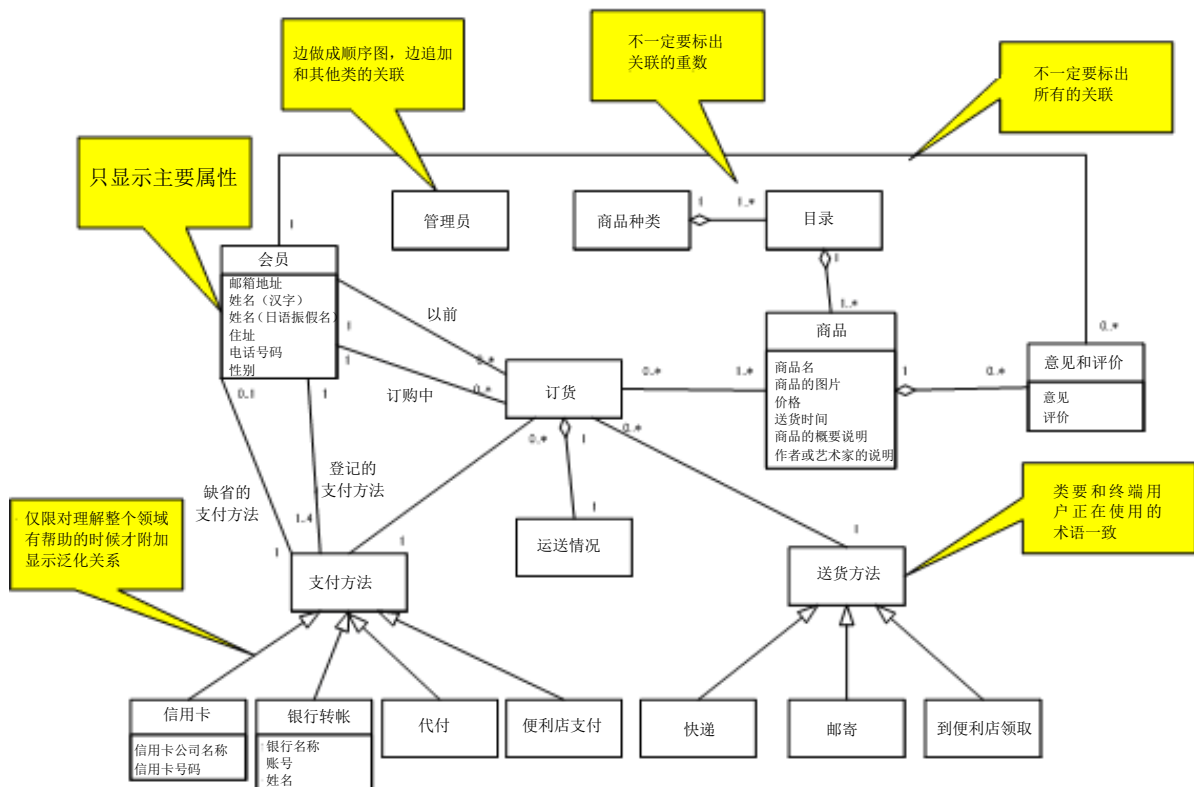 边做成顺序图，边追加
和其他类的关联
不一定要标出
关联的重数
不一定要标出
所有的关联
只显示主要属性
管理员
商品种类
1
1..*
目录
1
1..*
1
会员
邮箱地址
姓名（汉字）
姓名（日语振假名）
住址
电话号码
性别
以前
1
0..*
1
0..*
订购中
订货
0..*
1..*
商品
商品名
商品的图片
价格
送货时间
商品的概要说明
作者或艺术家的说明
1
0..*
0..*
意见和评价
意见
评价
0..1
1
缺省的
支付方法
登记的
支付方法
1
1..4
0..*
1
1
0..*
1
1
运送情况
仅限对理解整个领域
有帮助的时候才附加
显示泛化关系
类要和终端用
户正在使用的
术语一致
支付方法
送货方法
信用卡
信用卡公司名称
信用卡号码
银行转帐
银行名称
账号
姓名
代付
便利店支付
快递
邮寄
到便利店领取